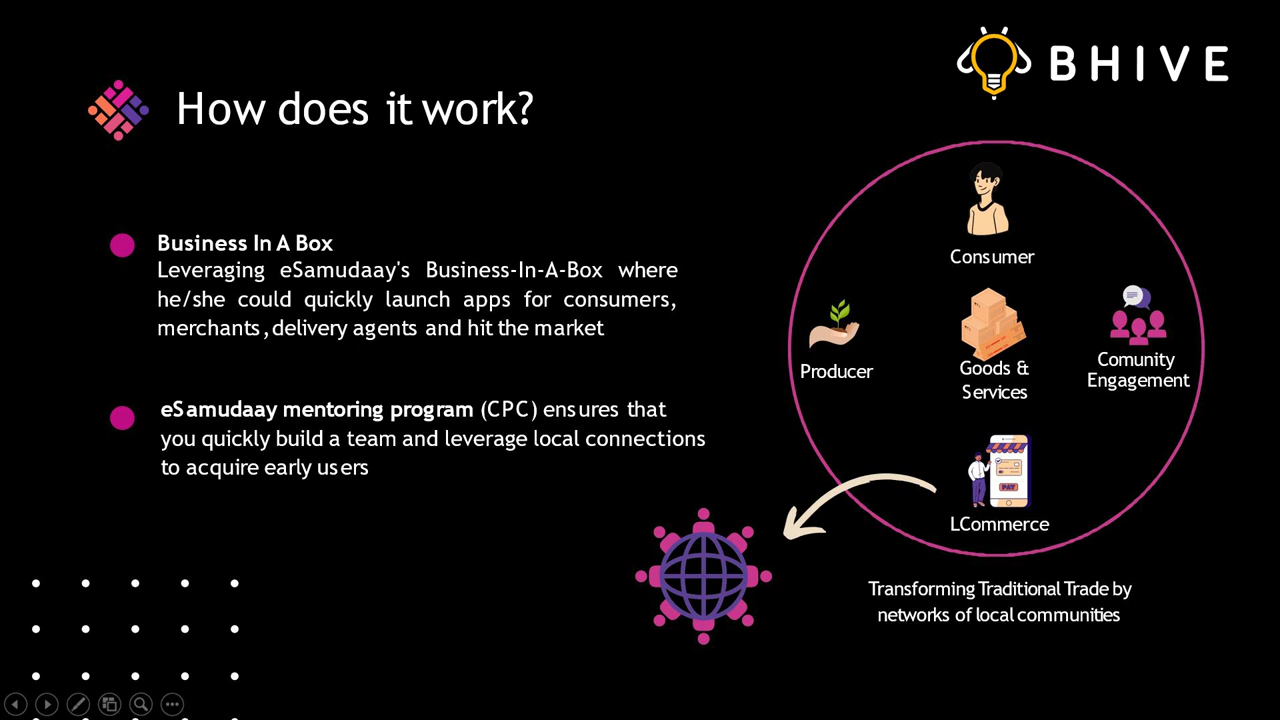 BHIVE
How does it work?
Business In A Box
Leveraging eSamudaay's Business-In-A-Box where
he/she could quickly launch apps for consumers,
merchants, delivery agents and hit the market
eSamudaay mentoring program (CPC) ensures that
you quickly build a team and leverage local connections
to acquire early users
Consumer
Producer
Goods &
Services
Comunity
Engagement
PAY
LCommerce
Transforming Traditional Trade by
networks of local communities